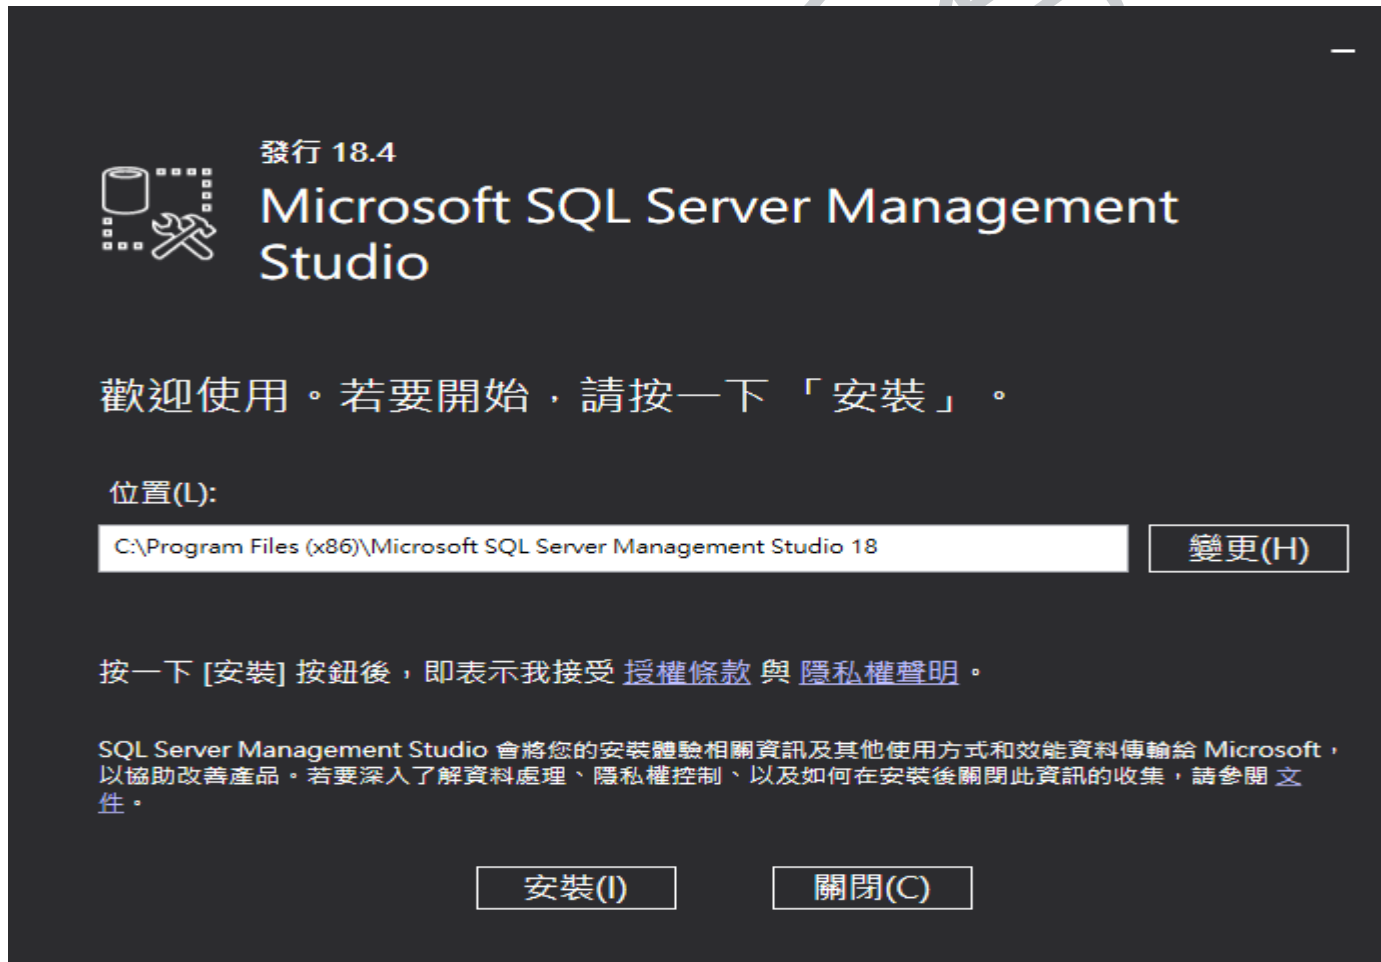 發行 18.4
Microsoft SQL Server Management
Studio
歡迎使用。若要開始，請按一下 「安裝」。
位置(L):
C:\Program Files (x86)\Microsoft SQL Server Management Studio 18
變更(H)
按一下 [安裝] 按鈕後，即表示我接受 授權條款 與 隱私權聲明。
SQL Server Management Studio 會將您的安裝體驗相關資訊及其他使用方式和效能資料傳輸給 Microsoft，
以協助改善產品。若要深入了解資料處理、隱私權控制、以及如何在安裝後關閉此資訊的收集，請參閱 文
件。
安裝(I)
關閉(C)